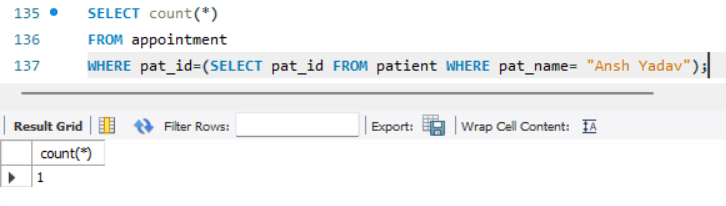 135 SELECT count(*)
136 FROM appointment
137 WHERE pat_id=(SELECT pat_id FROM patient WHERE pat_name= "Ansh Yadav");
Result Grid Filter Rows: Export: Wrap Cell Content: IA
count(*)
1